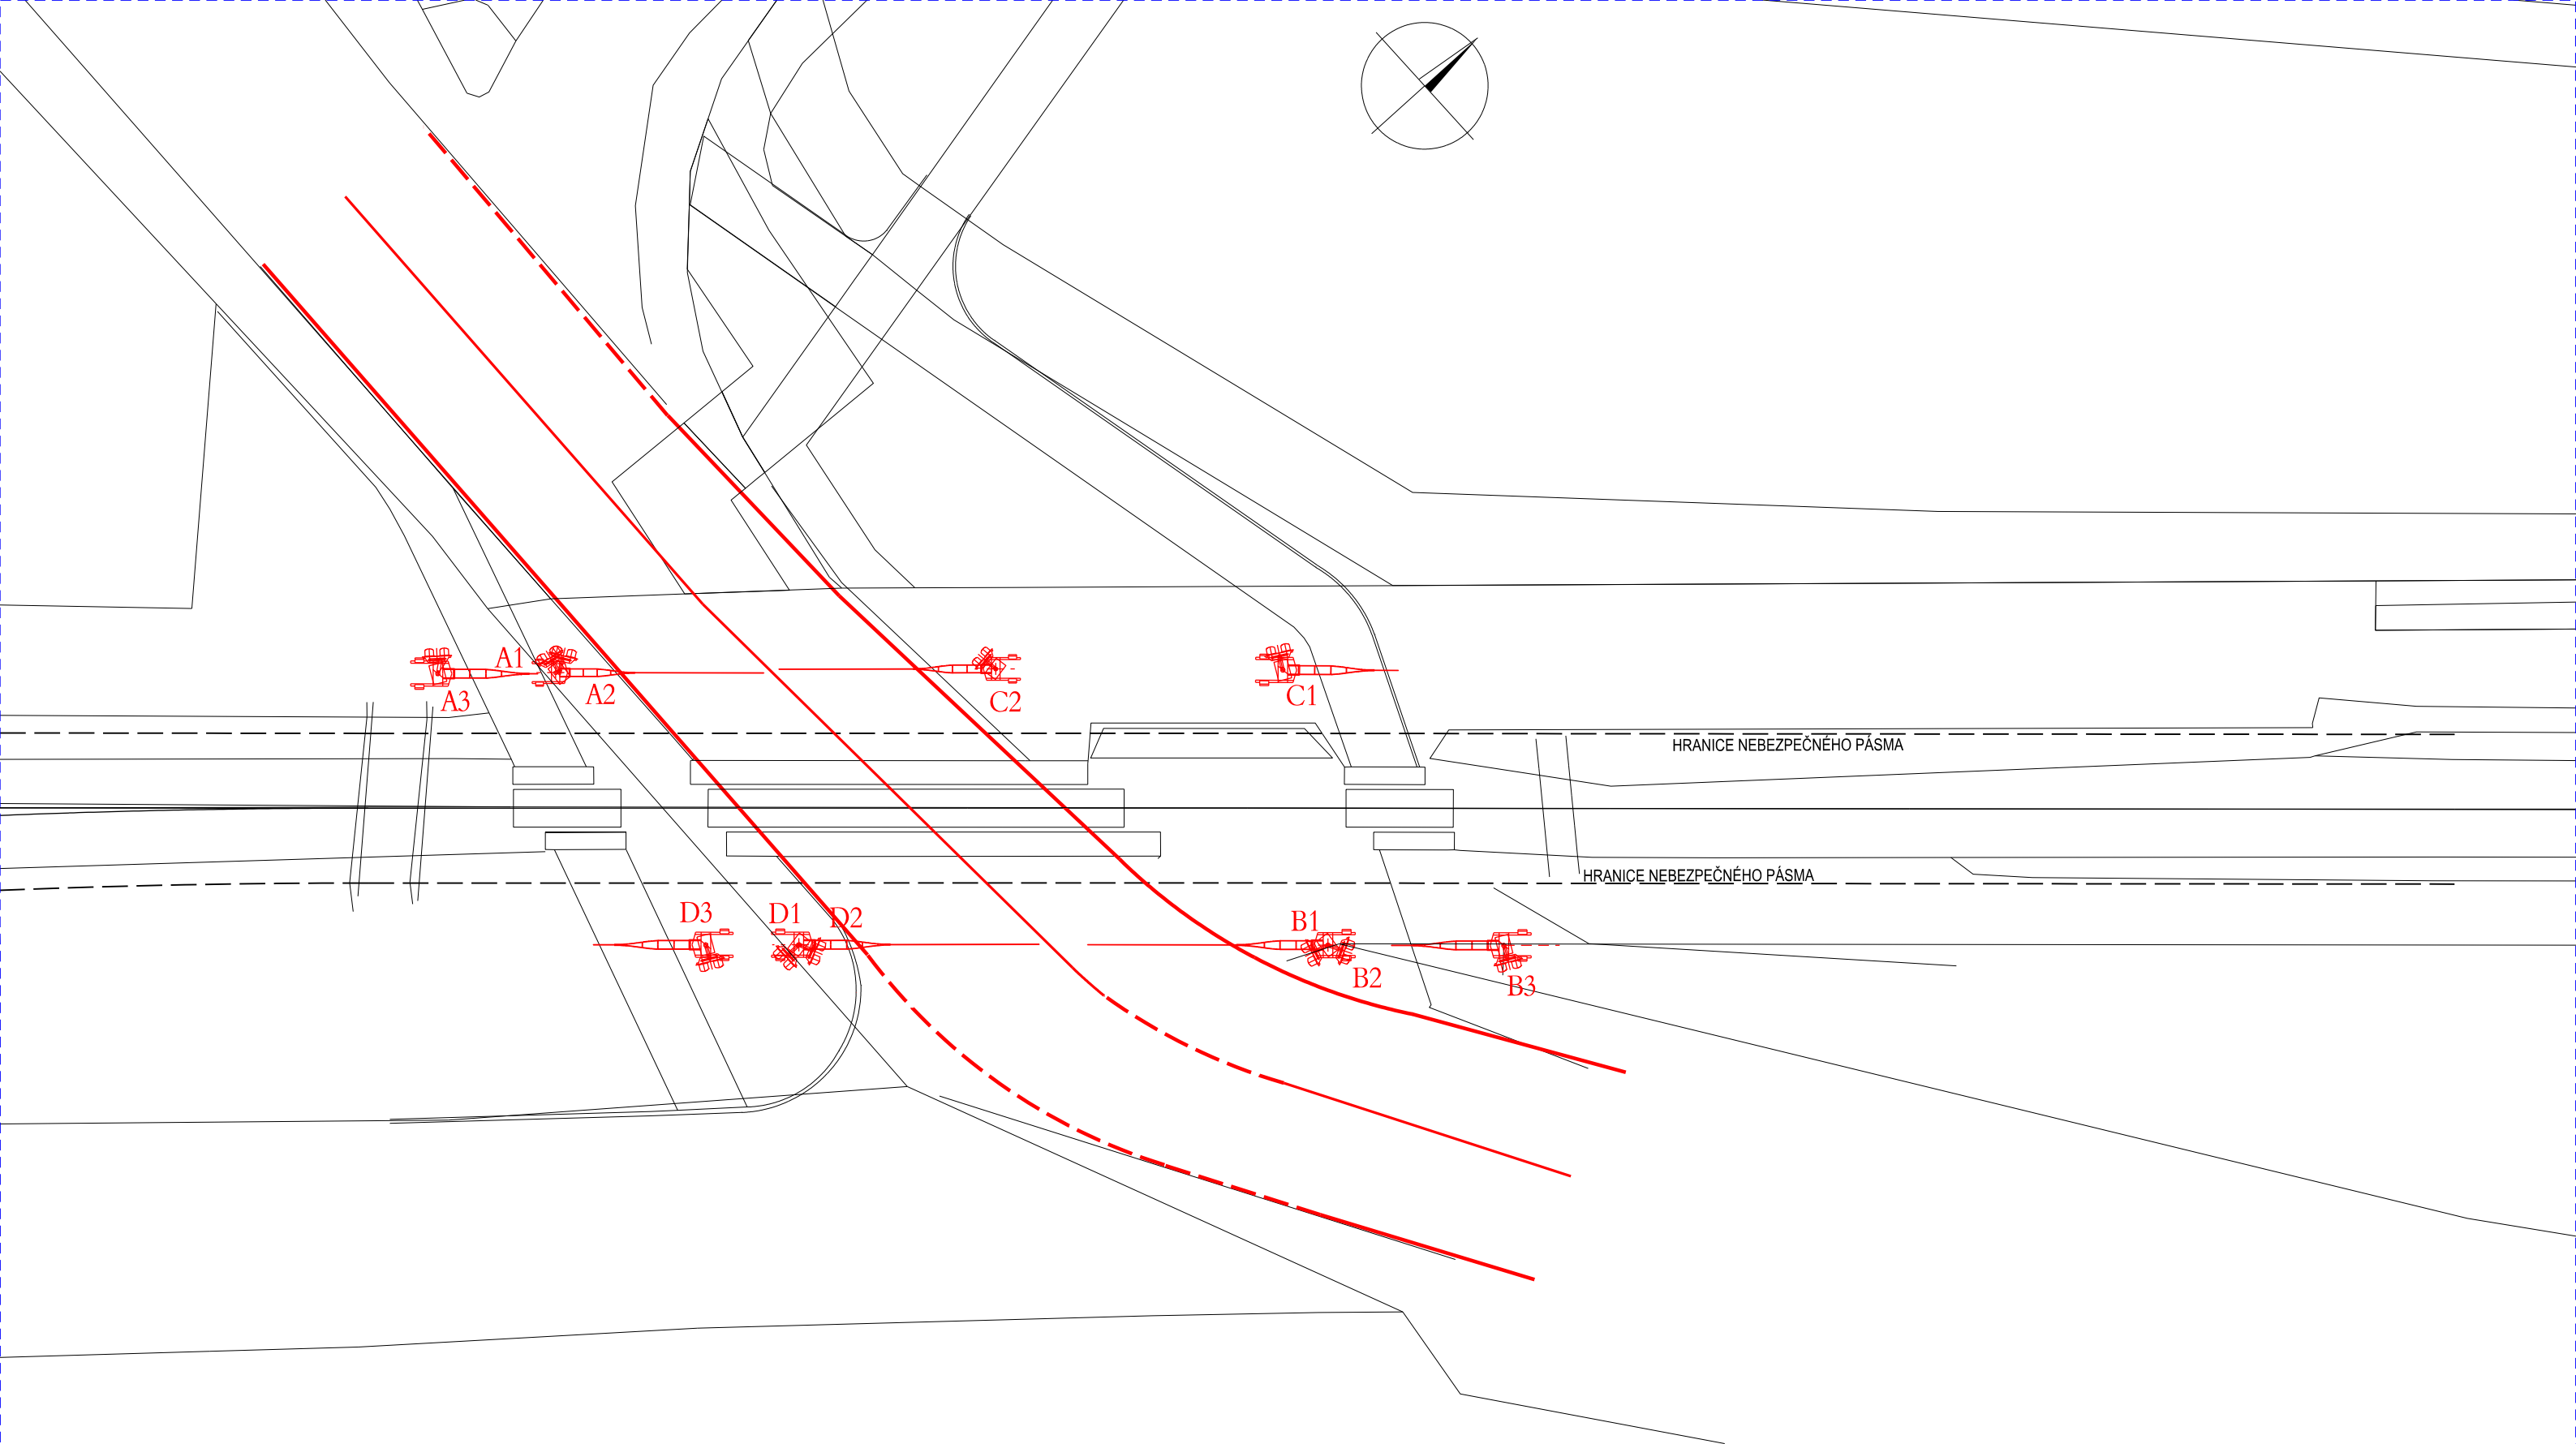 A1
A3
A2
C2
C1
HRANICE NEBEZPEČNÉHO PÁSMA
HRANICE NEBEZPEČNÉHO PÁSMA
D3
D1
D2
B1
B2
B3